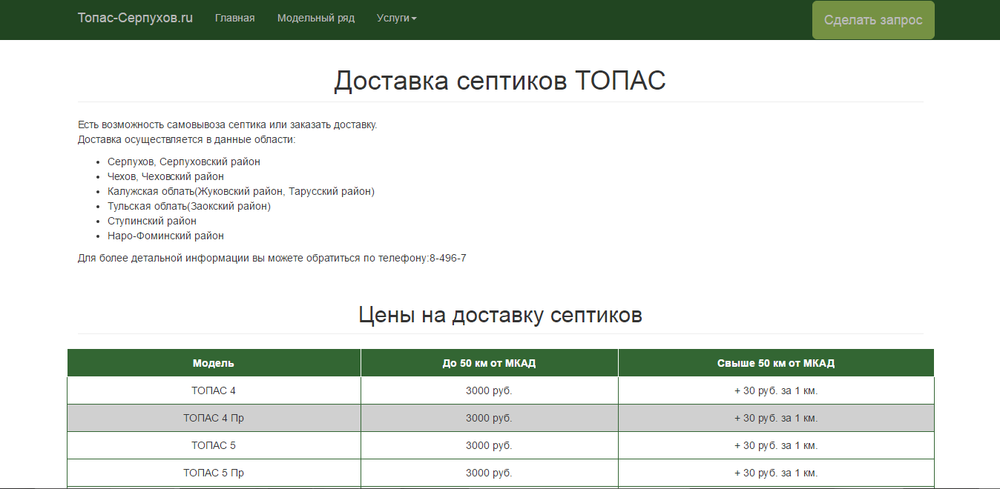 Топас-Серпухов.ru Главная Модельный ряд Услуги Сделать запрос
Доставка септиков ТОПАС
Есть возможность самовывоза септика или заказать доставку.
Доставка осуществляется в данные области:
Серпухов, Серпуховский район
Чехов, Чеховский район
Калужская облать(Жуковский район, Тарусский район)
Тульская облать(Заокский район)
Ступинский район
Наро-Фоминский район
Для более детальной информации вы можете обратиться по телефону:8-496-7
Цены на доставку септиков
Модель До 50 км от МКАД Свыше 50 км от МКАД
ТОПАС 4 3000 руб. + 30 руб. за 1 км.
ТОПАС 4 Пр 3000 руб. + 30 руб. за 1 км.
ТОПАС 5 3000 руб. + 30 руб. за 1 км.
ТОПАС 5 Пр 3000 руб. + 30 руб. за 1 км.